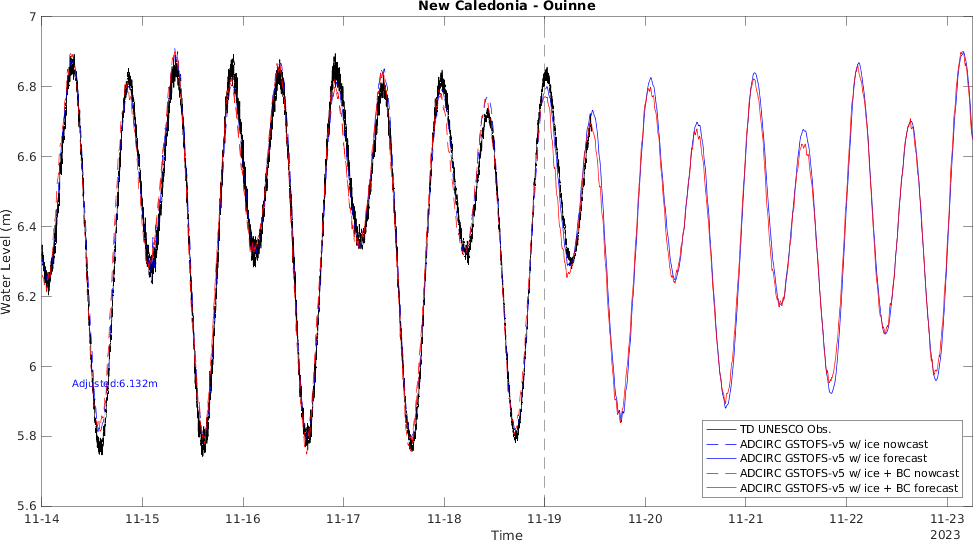 New Caledonia - Ouinne
7
6.8
6.6
6.4
6.2
6
5.8
5.6
Water Level (m)
Adjusted:6.132m
TD UNESCO Obs.
ADCIRC GSTOFS-v5 w/ ice nowcast
ADCIRC GSTOFS-v5 w/ ice forecast
ADCIRC GSTOFS-v5 w/ ice + BC nowcast
ADCIRC GSTOFS-v5 w/ ice + BC forecast
11-14 11-15 11-16 11-17 11-18 11-19 11-20 11-21 11-22 11-23
Time
2023